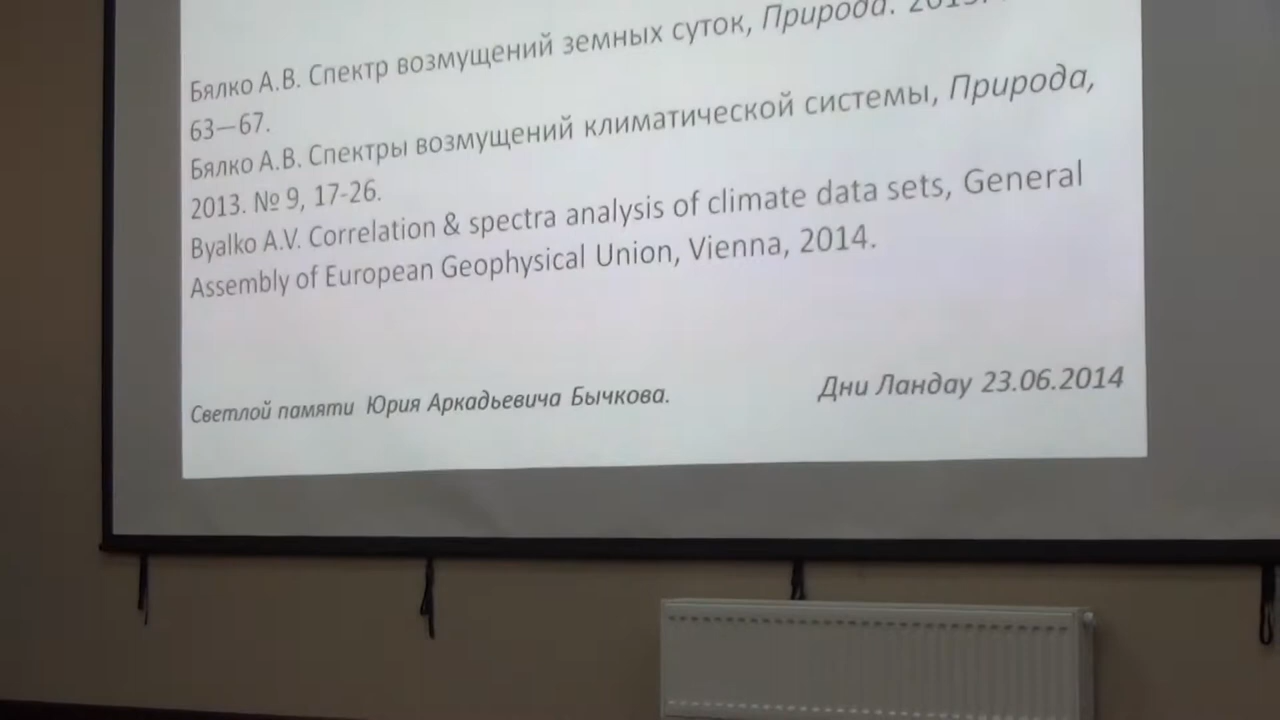 Бялко А.В. Спектр возмущений земных суток, Природа.
63—67.
Бялко А.В. Спектры возмущений климатической системы, Природа,
2013. № 9, 17-26.
Byalko A.V. Correlation & spectra analysis of climate data sets, General
Assembly of European Geophysical Union, Vienna, 2014.
Светлой памяти Юрия Аркадьевича Бычкова.
Дни Ландау 23.06.2014